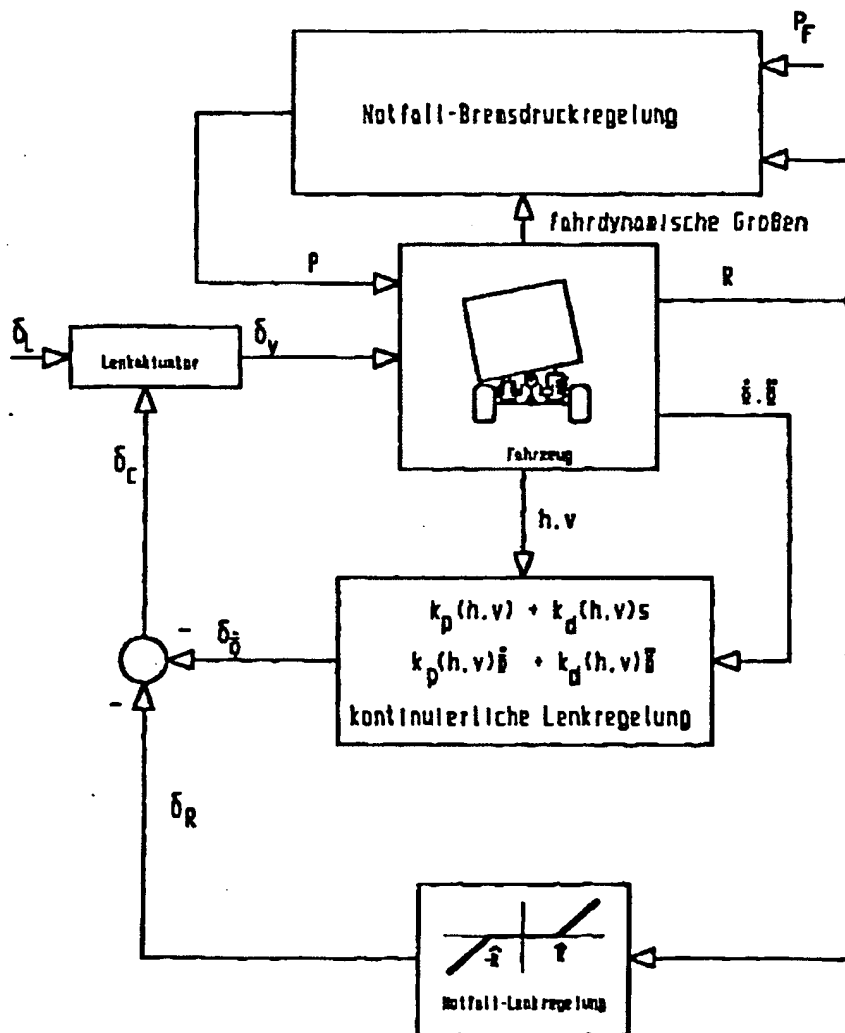 P_F
Notfall-Bremsdruckregelung
fahrdynamische Größen
P
R
δ_L
Lenkaktuator
δ_v
Fahrzeug
δ_C
h.v
k_p(h.v) + k_d(h.v)s
- δ
k_p(h.v) + k_d(h.v)
-
kontinuierliche Lenkregelung
δ_R
Notfall-Lenkregelung